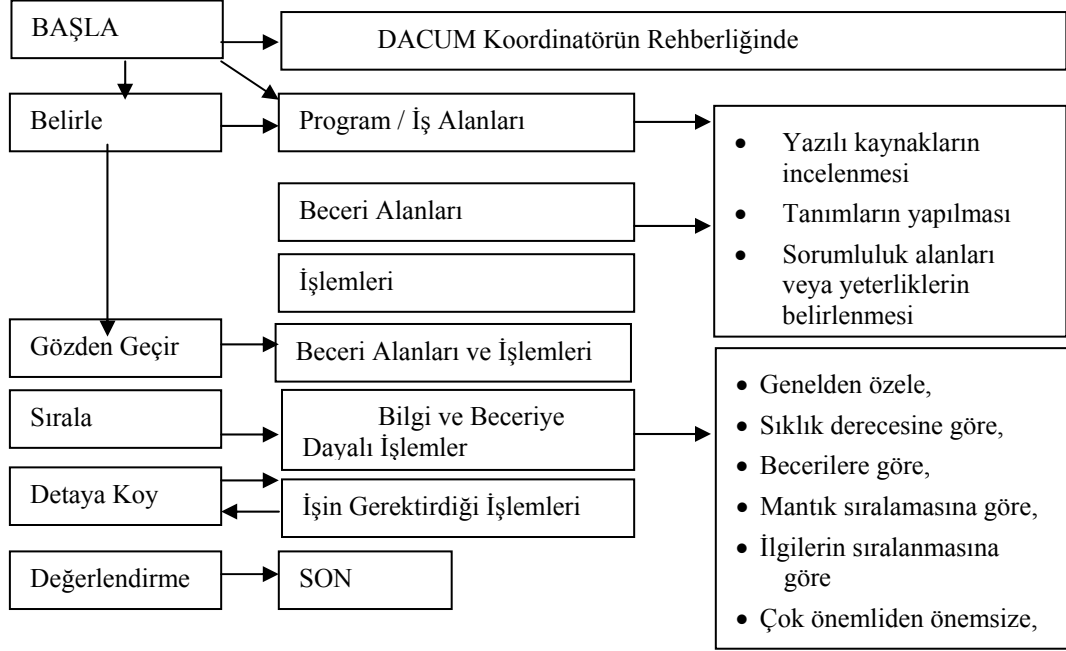 BAŞLA
DACUM Koordinatörün Rehberliğinde
Belirle
Program / İş Alanları
• Yazılı kaynakların
incelenmesi
• Tanımların yapılması
• Sorumluluk alanları
veya yeterliklerin
belirlenmesi
Beceri Alanları
İşlemleri
Gözden Geçir
Beceri Alanları ve İşlemleri
Sırala
Bilgi ve Beceriye
Dayalı İşlemler
• Genelden özele,
• Sıklık derecesine göre,
• Becerilere göre,
• Mantık sıralamasına göre,
• İlgilerin sıralanmasına
göre
• Çok önemliden önemsize,
Detaya Koy
İşin Gerektirdiği İşlemleri
Değerlendirme
SON